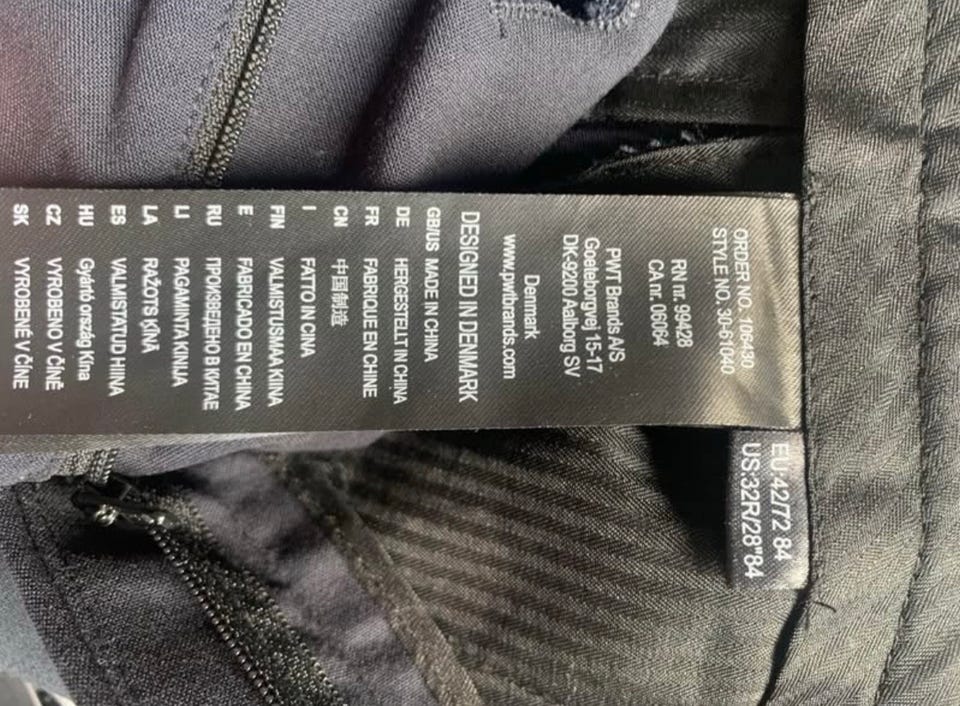 ORDER NO. 106430
STYLE NO. 30-61040
RN nr. 99428
CA nr. 06064
PWT Brands A/S
Goeteborgvej 15-17
DK-9200 Aalborg SV
Denmark
www.pwtbrands.com
DESIGNED IN DENMARK
GB/US MADE IN CHINA
DE HERGESTELLT IN CHINA
FR FABRIQUE EN CHINE
CN 中国制造
I FATTO IN CINA
FIN VALMISTUSMAA KIINA
E FABRICADO EN CHINA
RU ПРОИЗВЕДЕНО В КИТАЕ
LI PAGAMINTA KINIJA
LA RAŽOTS ĶĪNĀ
ES VALMISTATUD HIINA
HU Gyártó ország Kína
CZ VYROBENO V ČÍNĚ
SK VYROBENÉ V ČÍNE
EU:42/72 84
US:32R/28"84